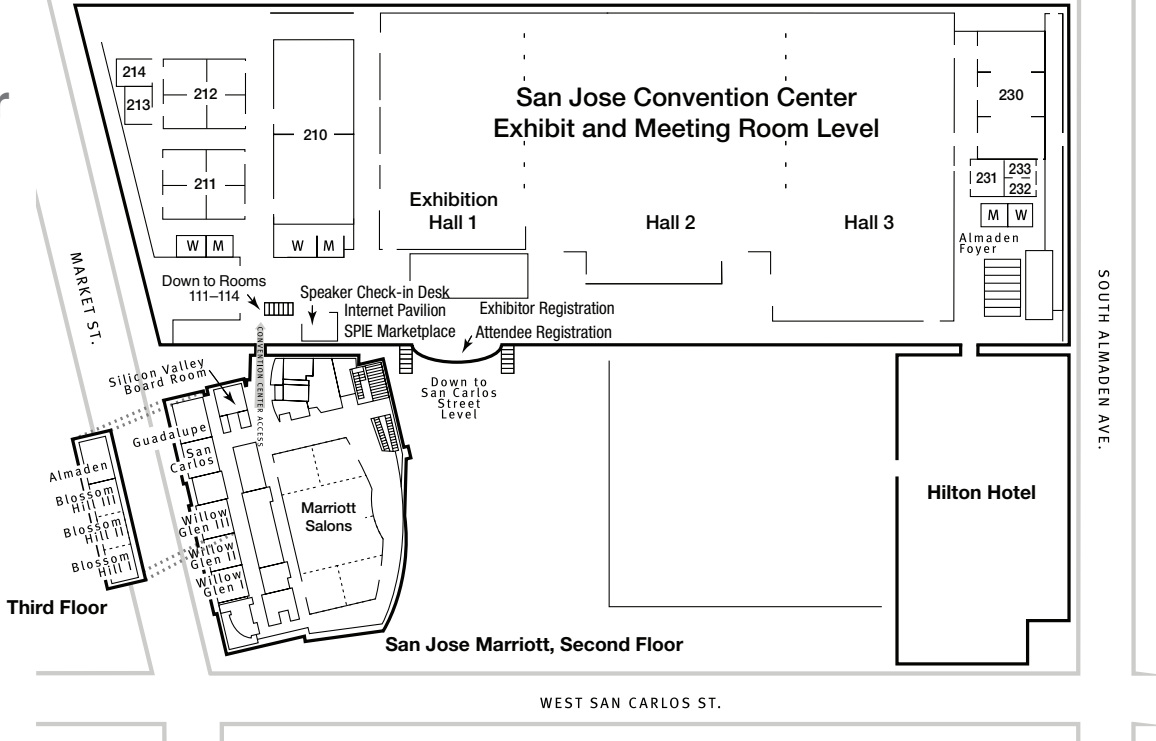 214
212
213
210
211
San Jose Convention Center
Exhibit and Meeting Room Level
230
231
233
232
Exhibition
Hall 1
Hall 2
Hall 3
W M
W M
M W
Almaden
Foyer
Down to Rooms
111–114
Speaker Check-in Desk
Internet Pavilion
SPIE Marketplace
Exhibitor Registration
Attendee Registration
MARKET ST.
SOUTH ALMADEN AVE.
CONVENTION CENTER ACCESS
Down to
San Carlos
Street
Level
Silicon Valley
Board Room
Guadalupe
San
Carlos
Willow
Glen III
Willow
Glen II
Willow
Glen I
Almaden
Blossom
Hill III
Blossom
Hill II
Blossom
Hill I
Marriott
Salons
Hilton Hotel
Third Floor
San Jose Marriott, Second Floor
WEST SAN CARLOS ST.